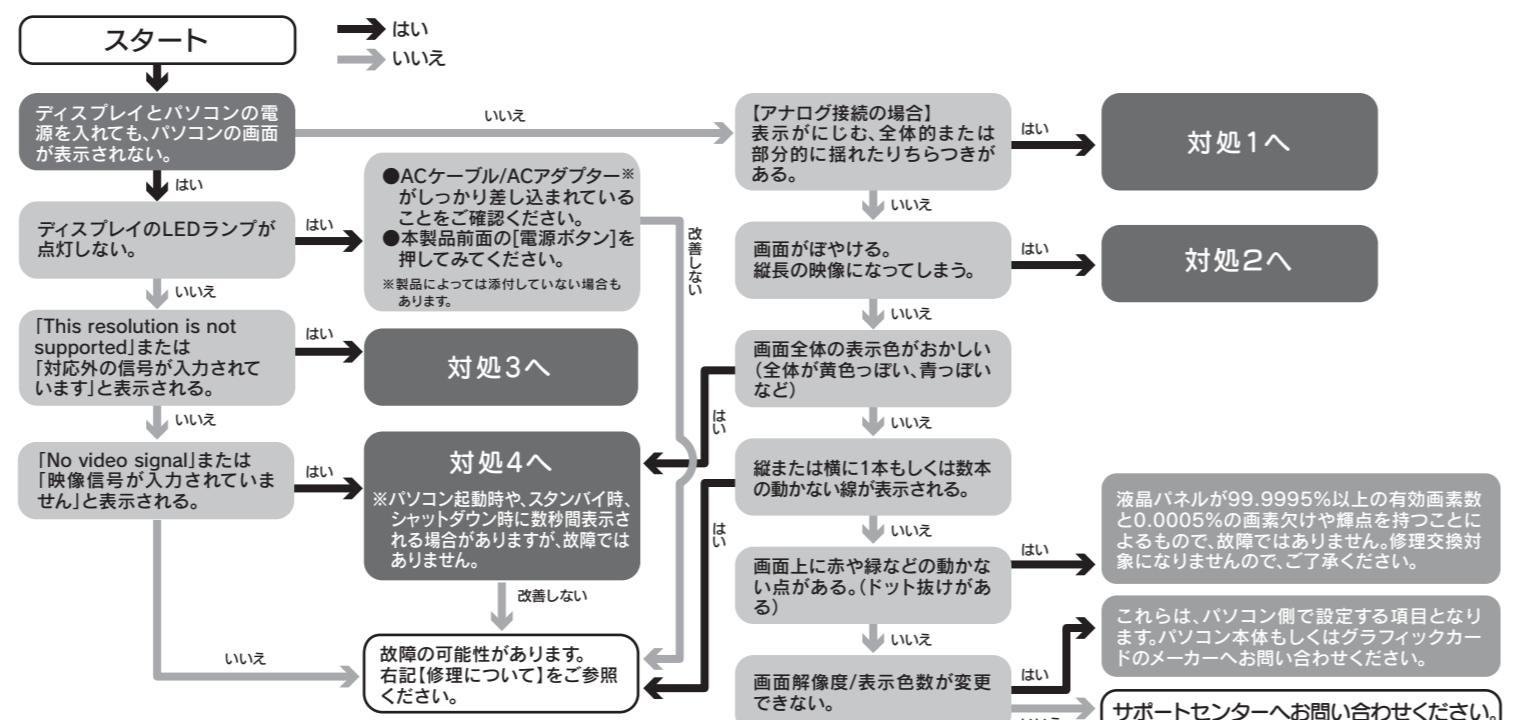 スタート
はい
いいえ
ディスプレイとパソコンの電
源を入れても、パソコンの画面
が表示されない。
いいえ
はい
ディスプレイのLEDランプが
点灯しない。
はい
●ACケーブル/ACアダプター※
がしっかり差し込まれている
ことをご確認ください。
●本製品前面の[電源ボタン]を
押してみてください。
※製品によっては添付していない場合も
あります。
改善しない
いいえ
「This resolution is not
supported」または
「対応外の信号が入力されて
います」と表示される。
はい
対処3へ
いいえ
「No video signal」または
「映像信号が入力されていま
せん」と表示される。
はい
対処4へ
※パソコン起動時や、スタンバイ時、
シャットダウン時に数秒間表示さ
れる場合がありますが、故障では
ありません。
改善しない
いいえ
故障の可能性があります。
右記【修理について】をご参照
ください。
【アナログ接続の場合】
表示がにじむ、全体的または
部分的に揺れたりちらつきが
ある。
はい
対処1へ
いいえ
画面がぼやける。
縦長の映像になってしまう。
はい
対処2へ
いいえ
画面全体の表示色がおかしい
(全体が黄色っぽい、青っぽい
など)
はい
いいえ
縦または横に1本もしくは数本
の動かない線が表示される。
はい
いいえ
画面上に赤や緑などの動かな
い点がある。(ドット抜けがあ
る)
はい
液晶パネルが99.9995%以上の有効画素数
と0.0005%の画素欠けや輝点を持つことに
よるもので、故障ではありません。修理交換対
象になりませんので、ご了承ください。
いいえ
画面解像度/表示色数が変更
できない。
はい
これらは、パソコン側で設定する項目となり
ます。パソコン本体もしくはグラフィックカー
ドのメーカーへお問い合わせください。
いいえ
サポートセンターへお問い合わせください。